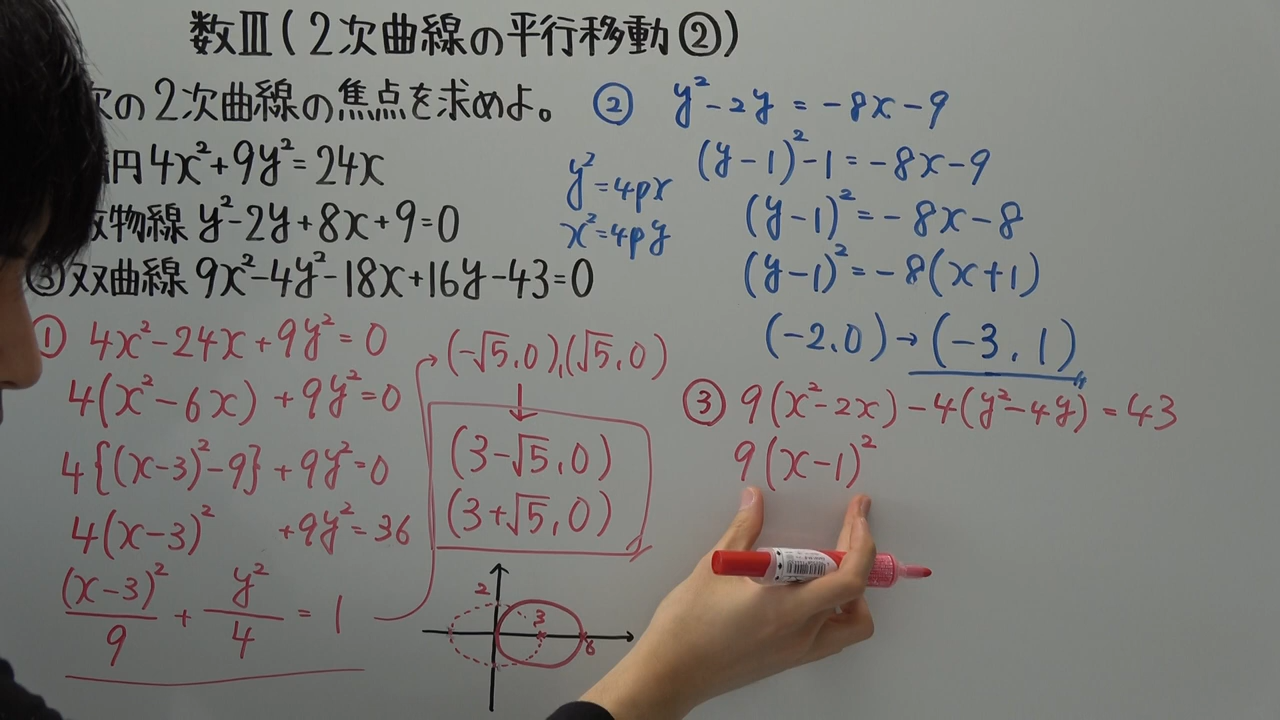 数Ⅲ(2次曲線の平行移動②)
次の2次曲線の焦点を求めよ。
円4x²+9y²=24x
物線 y²-2y+8x+9=0
③双曲線 9x²-4y²-18x+16y-43=0
① 4x²-24x+9y²=0
4(x²-6x)+9y²=0
4{(x-3)²-9}+9y²=0
4(x-3)² +9y²=36
(x-3)²/9 + y²/4 = 1
(-√5,0),(√5,0)
↓
(3-√5,0)
(3+√5,0)
2
3
6
② y²-2y=-8x-9
(y-1)²-1=-8x-9
y²=4px
x²=4py
(y-1)²=-8x-8
(y-1)²=-8(x+1)
(-2,0)→(-3,1)
③ 9(x²-2x)-4(y²-4y)=43
9(x-1)²